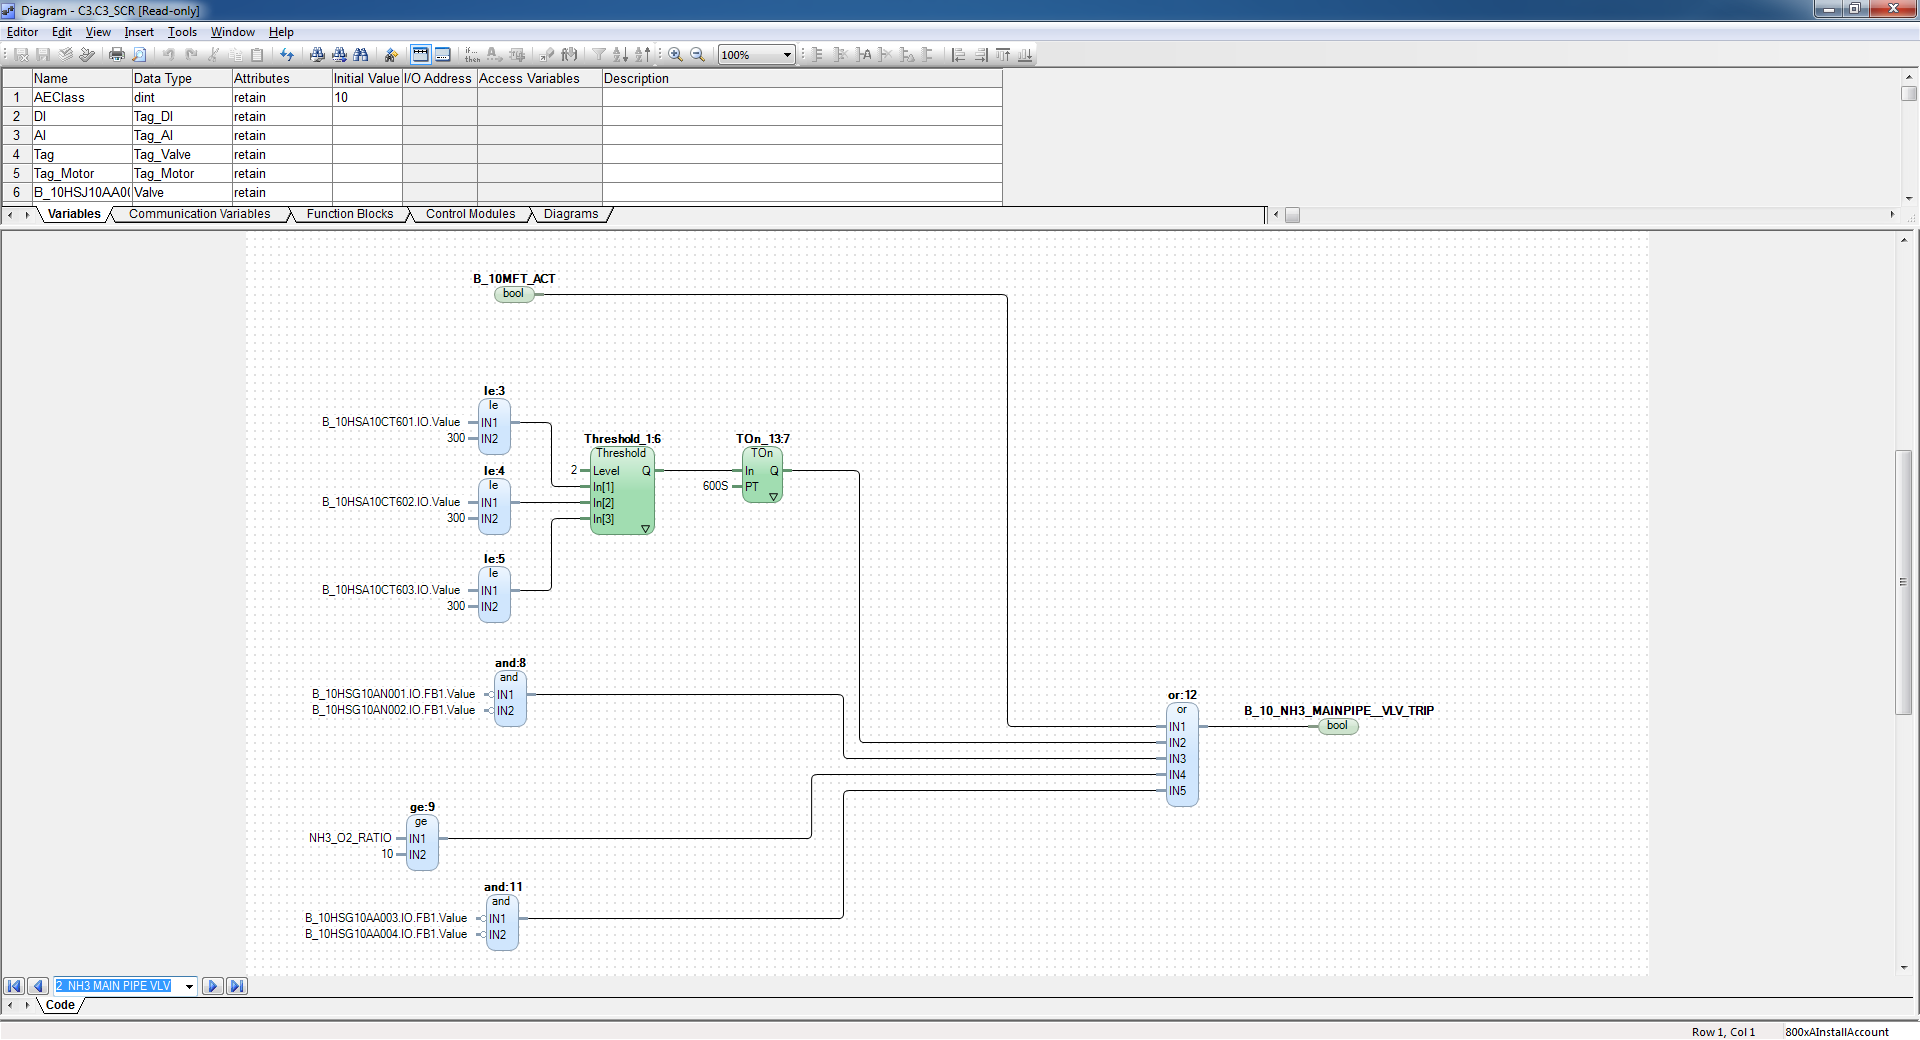 Diagram - C3.C3_SCR [Read-only]
Editor Edit View Insert Tools Window Help
if... then 100%
Name Data Type Attributes Initial Value I/O Address Access Variables Description
1 AEClass dint retain 10
2 DI Tag_DI retain
3 AI Tag_AI retain
4 Tag Tag_Valve retain
5 Tag_Motor Tag_Motor retain
6 B_10HSJ10AA0( Valve retain
Variables Communication Variables Function Blocks Control Modules Diagrams
B_10MFT_ACT
bool
le:3
le
B_10HSA10CT601.IO.Value IN1
300 IN2
Threshold_1:6
Threshold
2 Level Q
In[1]
In[2]
In[3]
TOn_13:7
TOn
In Q
600S PT
le:4
le
B_10HSA10CT602.IO.Value IN1
300 IN2
le:5
le
B_10HSA10CT603.IO.Value IN1
300 IN2
and:8
and
B_10HSG10AN001.IO.FB1.Value IN1
B_10HSG10AN002.IO.FB1.Value IN2
or:12
or
IN1
IN2
IN3
IN4
IN5
B_10_NH3_MAINPIPE__VLV_TRIP
bool
ge:9
ge
NH3_O2_RATIO IN1
10 IN2
and:11
and
B_10HSG10AA003.IO.FB1.Value IN1
B_10HSG10AA004.IO.FB1.Value IN2
2 NH3 MAIN PIPE VLV
Code
Row 1, Col 1 800xAInstallAccount